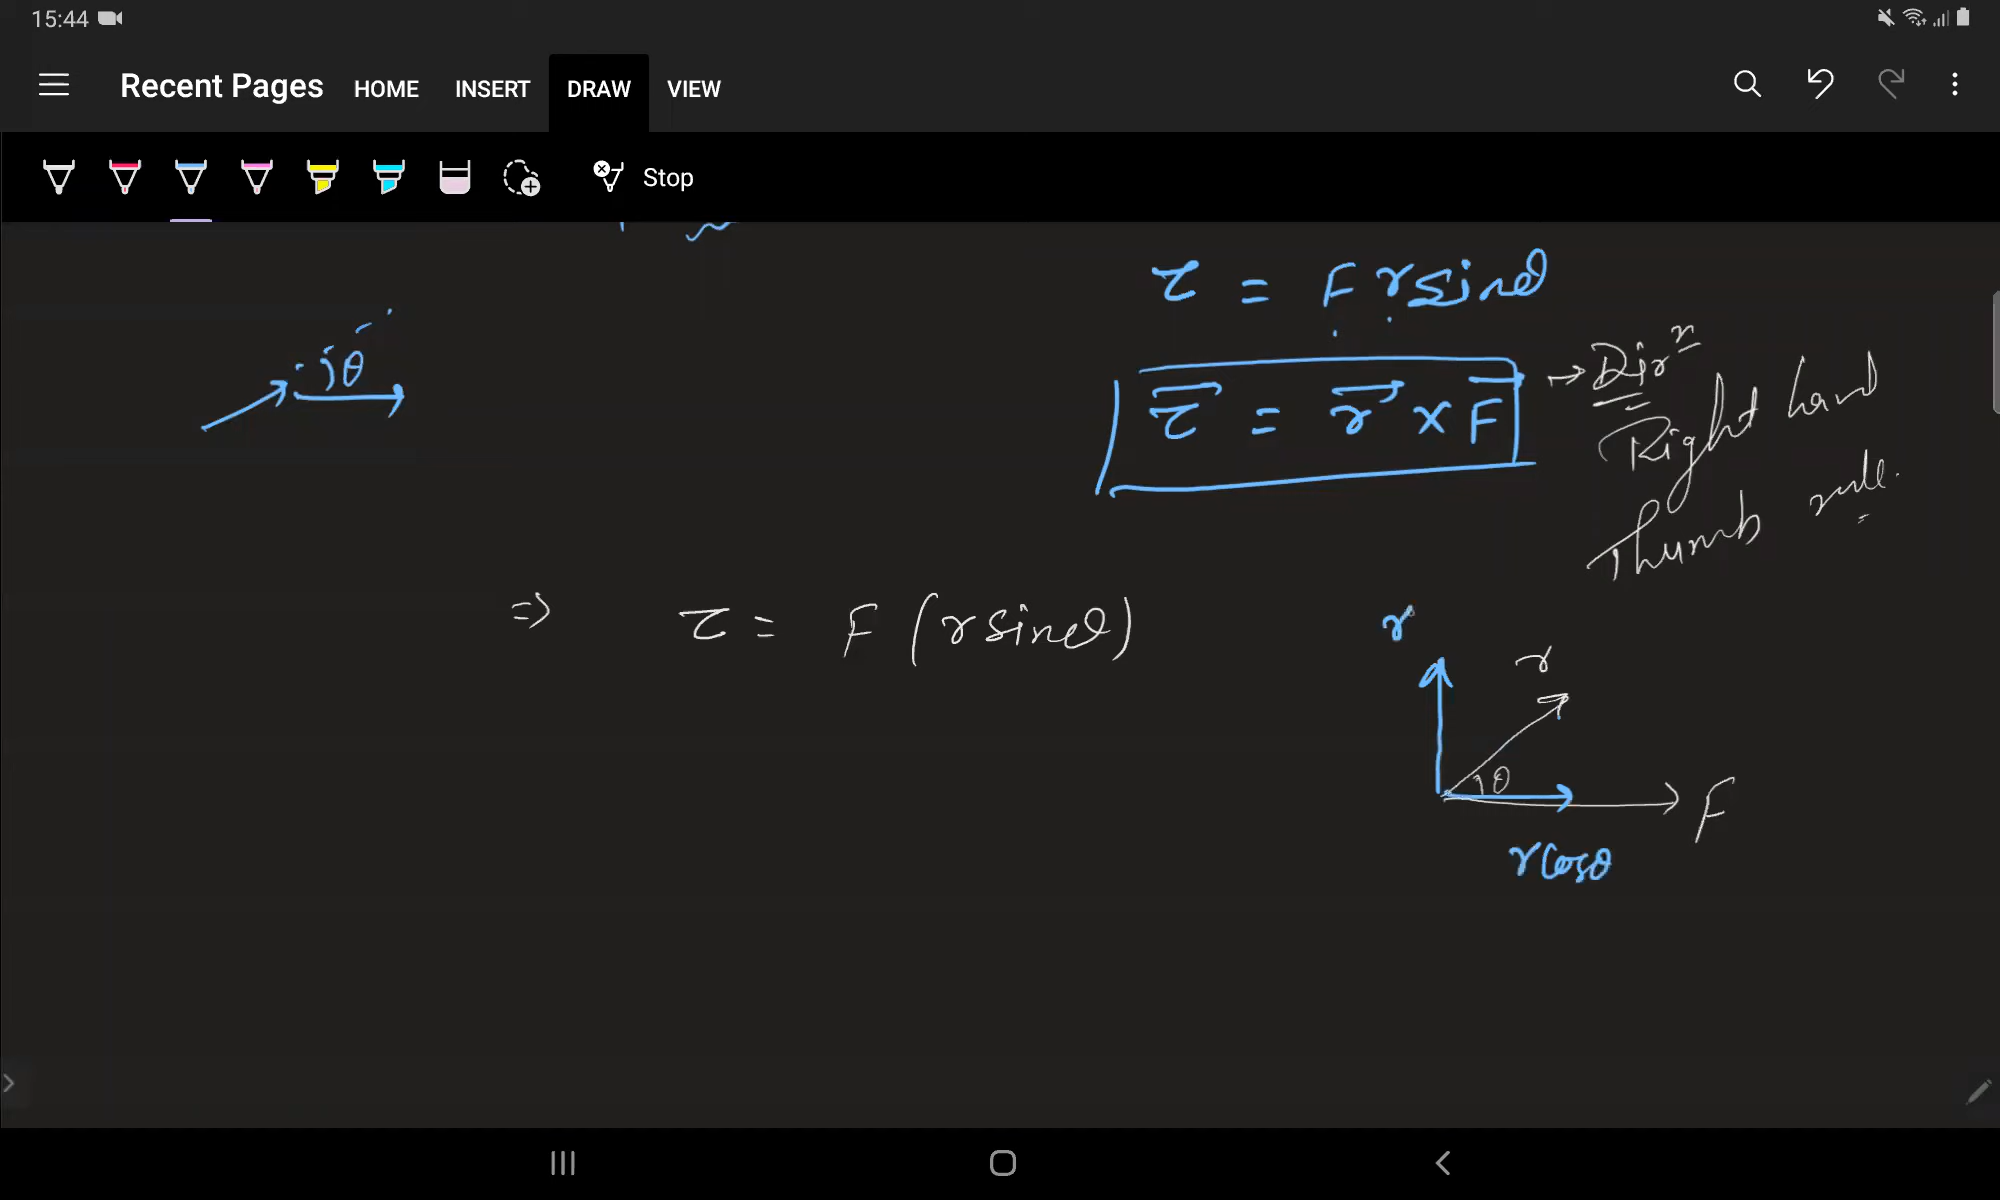 15:44
Recent Pages HOME INSERT DRAW VIEW
Stop
τ = F r sinθ
θ
τ⃗ = r⃗ × F⃗
→ Dirⁿ
Right hand
Thumb rule.
⇒ τ = F (r sinθ)
r
r
θ
F
r cosθ